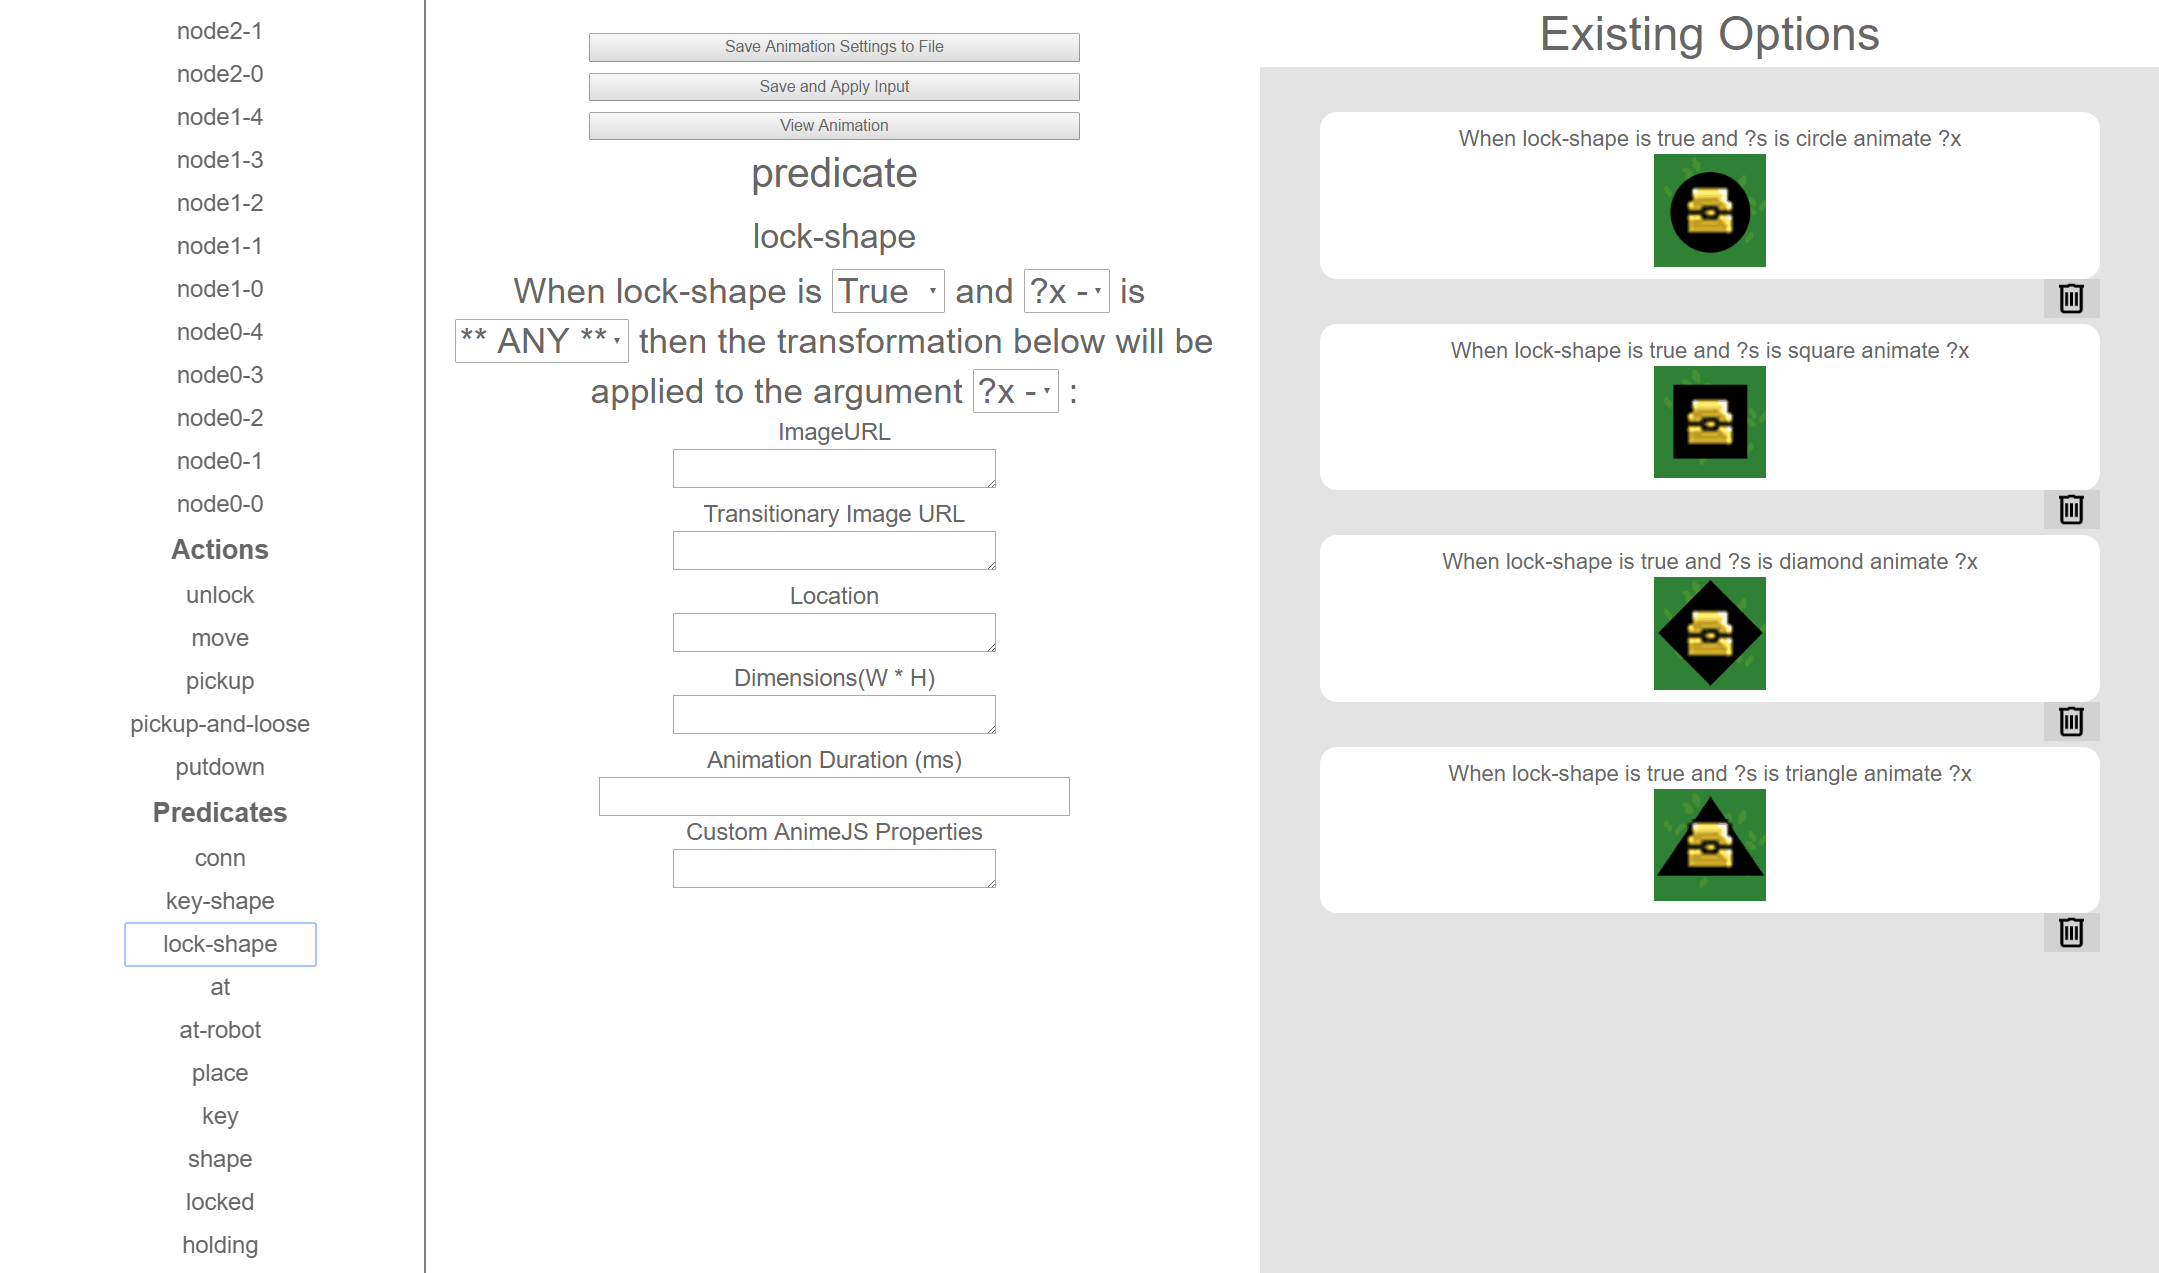 node2-1
node2-0
node1-4
node1-3
node1-2
node1-1
node1-0
node0-4
node0-3
node0-2
node0-1
node0-0
Actions
unlock
move
pickup
pickup-and-loose
putdown
Predicates
conn
key-shape
lock-shape
at
at-robot
place
key
shape
locked
holding
Save Animation Settings to File
Save and Apply Input
View Animation
predicate
lock-shape
When lock-shape is True and ?x - is
** ANY ** then the transformation below will be
applied to the argument ?x - :
ImageURL
Transitionary Image URL
Location
Dimensions(W * H)
Animation Duration (ms)
Custom AnimeJS Properties
Existing Options
When lock-shape is true and ?s is circle animate ?x
When lock-shape is true and ?s is square animate ?x
When lock-shape is true and ?s is diamond animate ?x
When lock-shape is true and ?s is triangle animate ?x